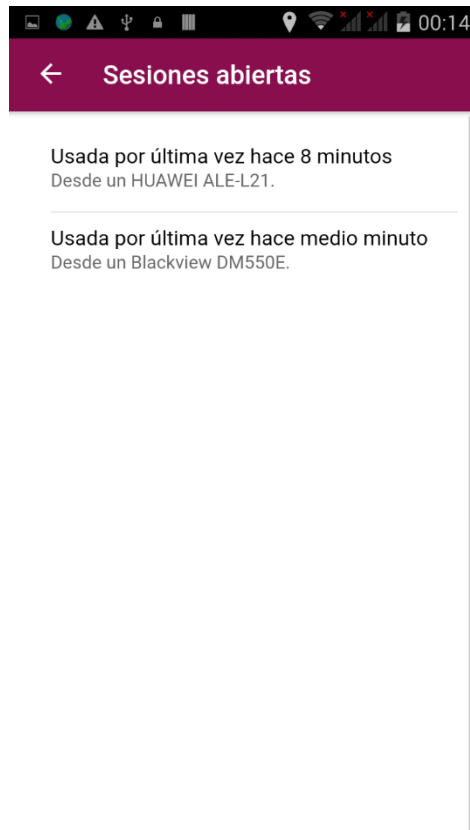 00:14
Sesiones abiertas
Usada por última vez hace 8 minutos
Desde un HUAWEI ALE-L21.
Usada por última vez hace medio minuto
Desde un Blackview DM550E.